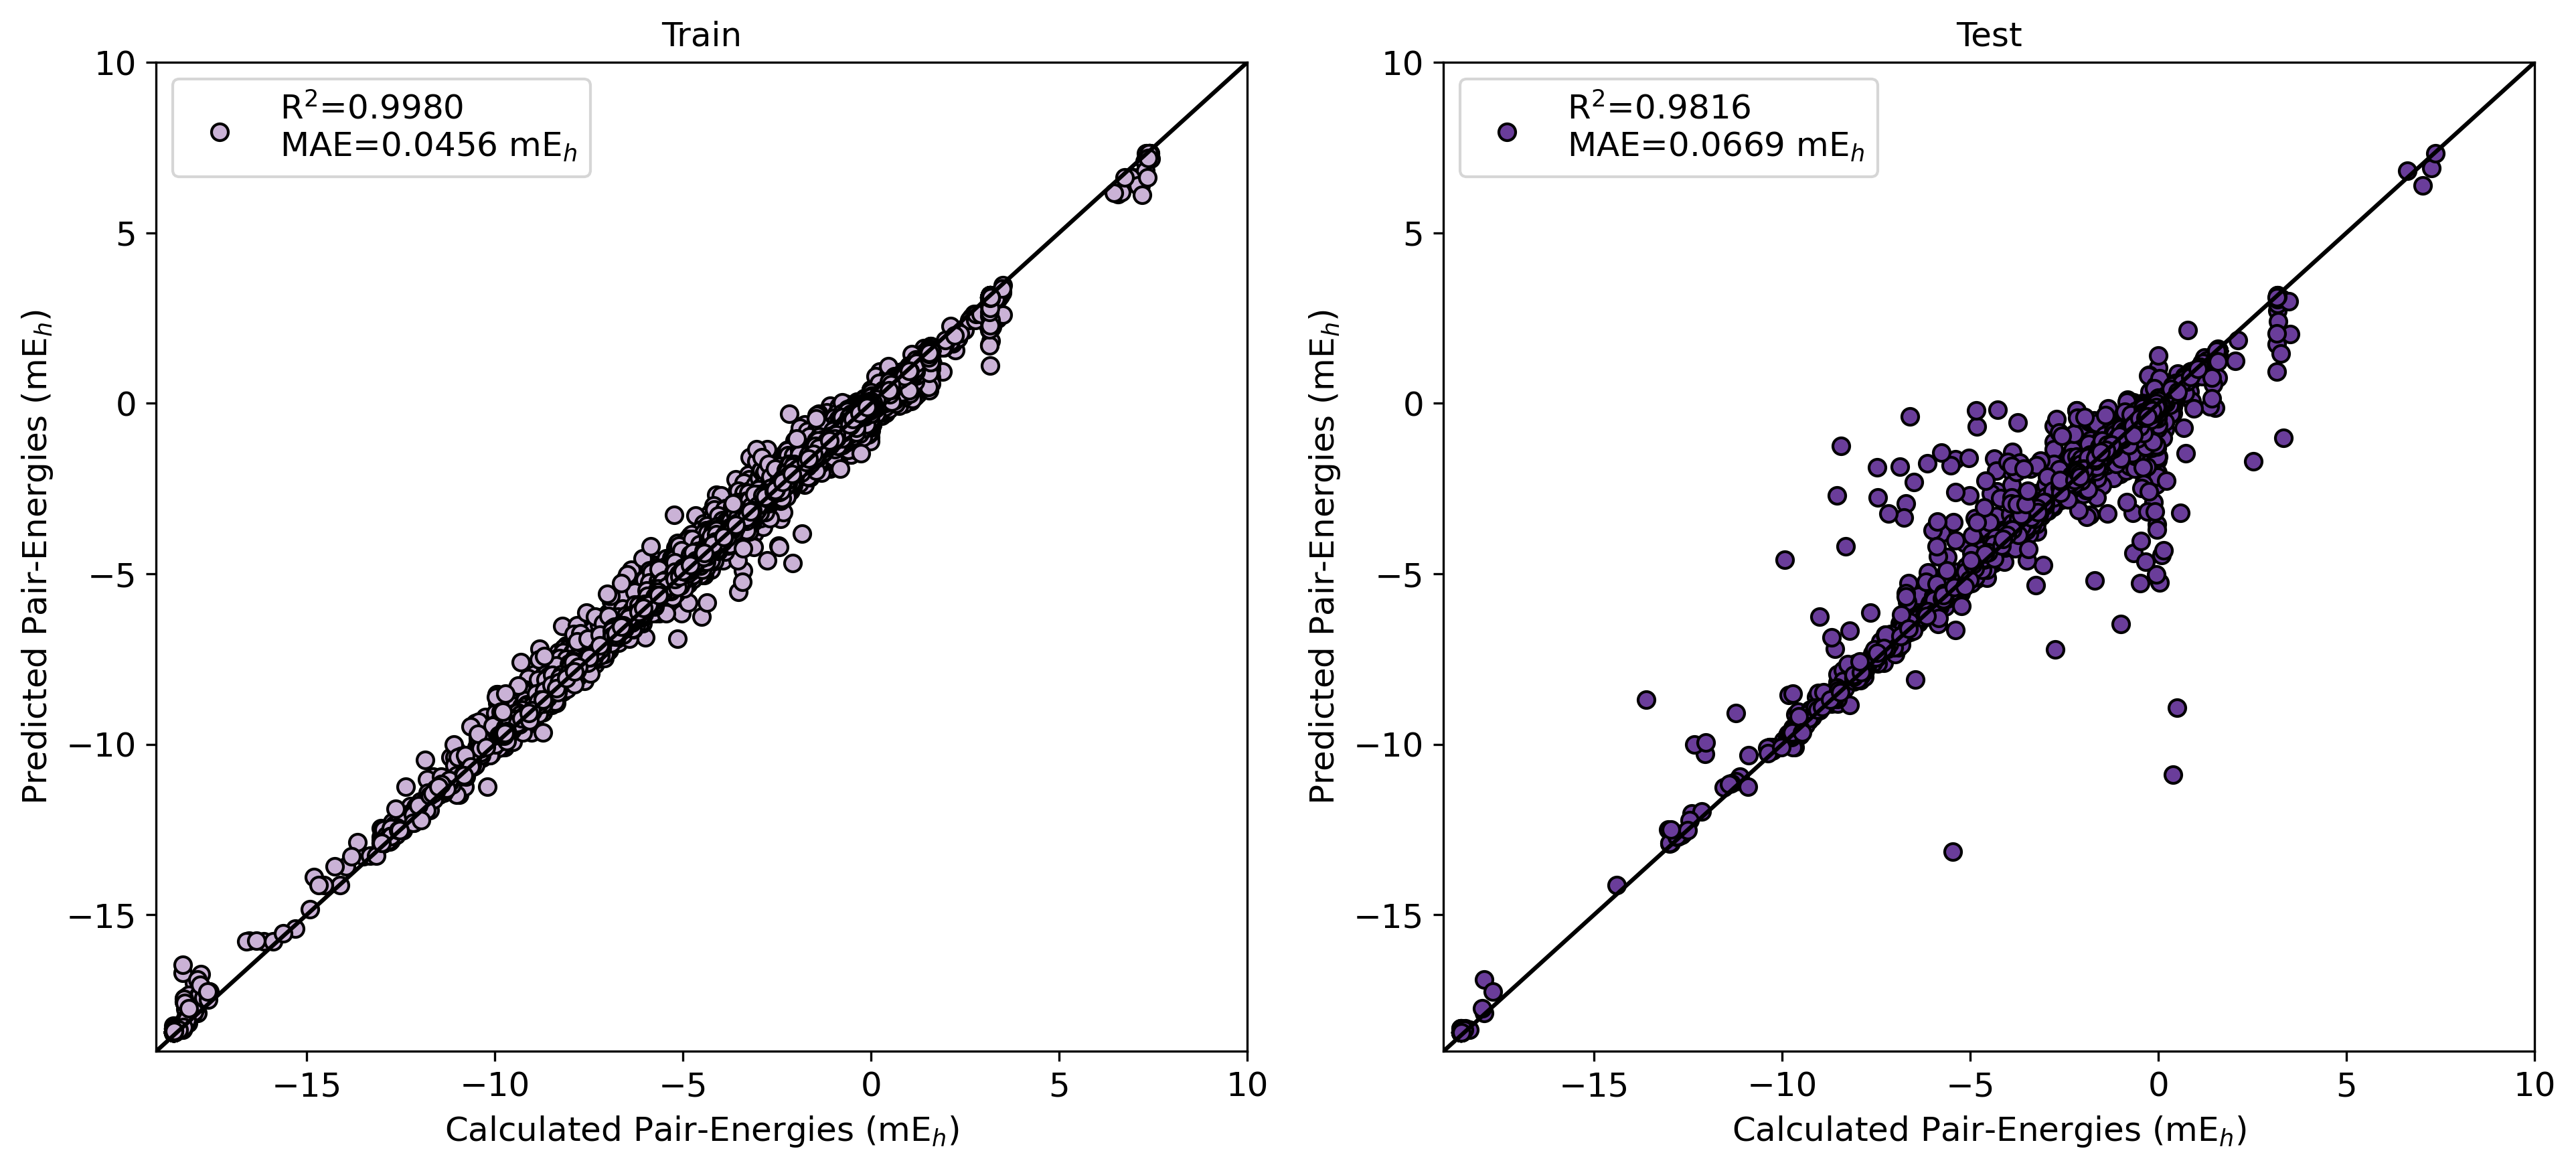 Train
R²=0.9980
MAE=0.0456 mEₕ
10
5
0
−5
−10
−15
−15
−10
−5
0
5
10
Predicted Pair-Energies (mEₕ)
Calculated Pair-Energies (mEₕ)
Test
R²=0.9816
MAE=0.0669 mEₕ
10
5
0
−5
−10
−15
−15
−10
−5
0
5
10
Predicted Pair-Energies (mEₕ)
Calculated Pair-Energies (mEₕ)